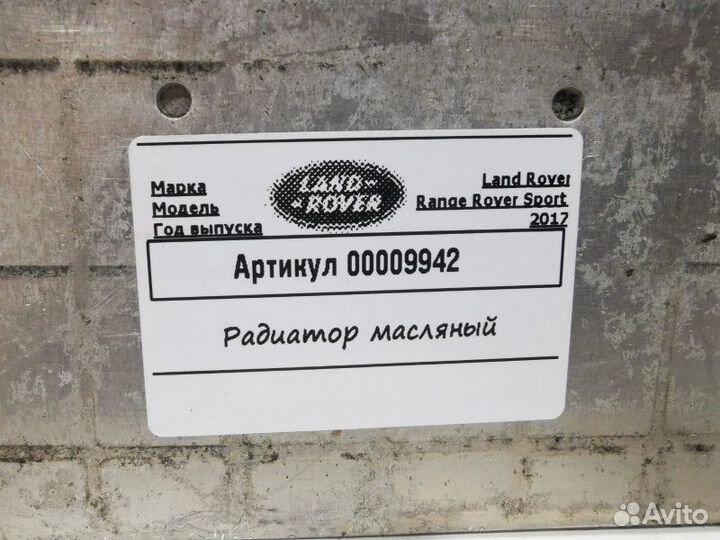 Марка LAND ROVER Land Rover
Модель Range Rover Sport
Год выпуска 2017
Артикул 00009942
Радиатор масляный
Avito